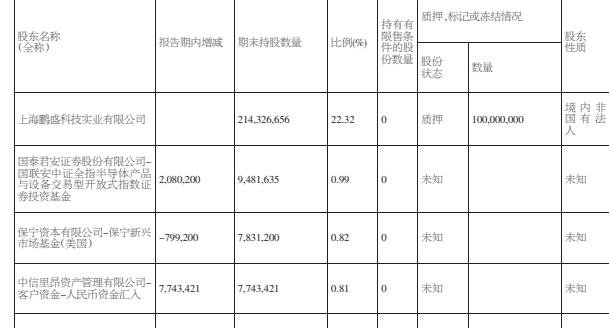 股东名称
(全称)
报告期内增减
期末持股数量
比例(%)
持有有
限售条
件的股
份数量
质押、标记或冻结情况
股份
状态
数量
股东
性质
上海鹏盛科技实业有限公司
214,326,656
22.32
0
质押
100,000,000
境内非
国有法
人
国泰君安证券股份有限公司-
国联安中证全指半导体产品
与设备交易型开放式指数证
券投资基金
2,080,200
9,481,635
0.99
0
未知
未知
保宁资本有限公司-保宁新兴
市场基金(美国)
-799,200
7,831,200
0.82
0
未知
未知
中信里昂资产管理有限公司-
客户资金-人民币资金汇入
7,743,421
7,743,421
0.81
0
未知
未知